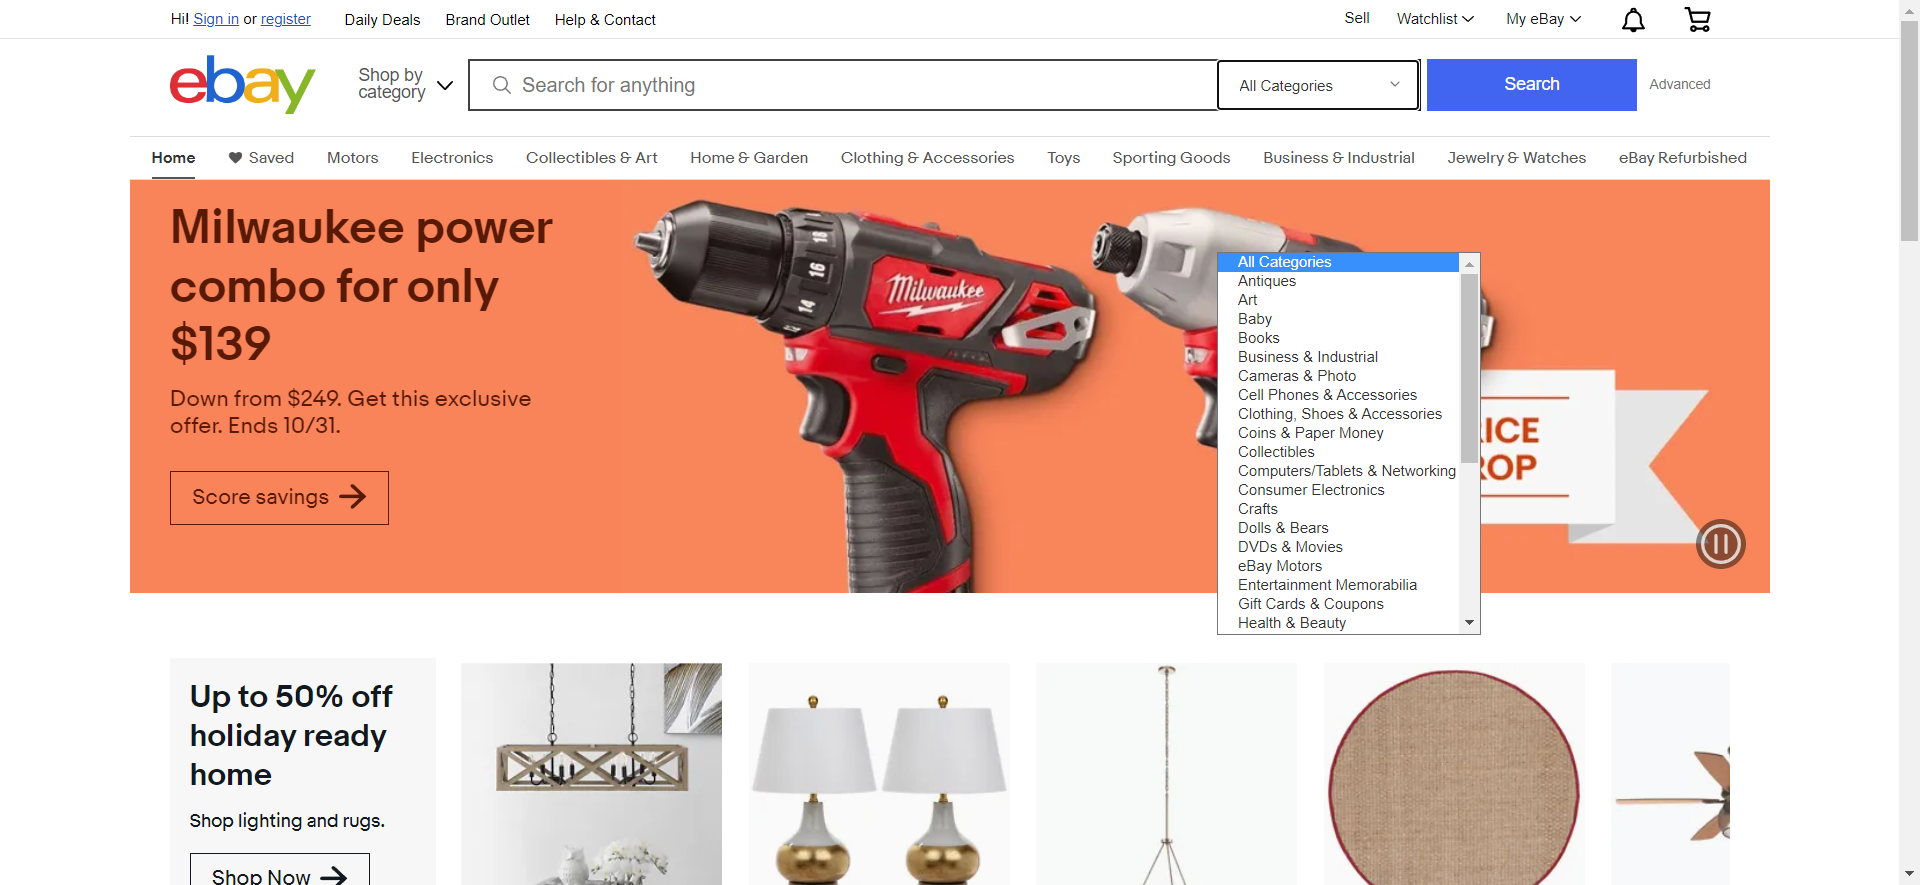 Hi! Sign in or register
Daily Deals
Brand Outlet
Help & Contact
Sell
Watchlist
My eBay
ebay
Shop by
category
Search for anything
All Categories
Search
Advanced
Home
Saved
Motors
Electronics
Collectibles & Art
Home & Garden
Clothing & Accessories
Toys
Sporting Goods
Business & Industrial
Jewelry & Watches
eBay Refurbished
Milwaukee power
combo for only
$139
Down from $249. Get this exclusive
offer. Ends 10/31.
Score savings
18
16
14
Milwaukee
All Categories
Antiques
Art
Baby
Books
Business & Industrial
Cameras & Photo
Cell Phones & Accessories
Clothing, Shoes & Accessories
Coins & Paper Money
Collectibles
Computers/Tablets & Networking
Consumer Electronics
Crafts
Dolls & Bears
DVDs & Movies
eBay Motors
Entertainment Memorabilia
Gift Cards & Coupons
Health & Beauty
ICE
OP
Up to 50% off
holiday ready
home
Shop lighting and rugs.
Shop Now